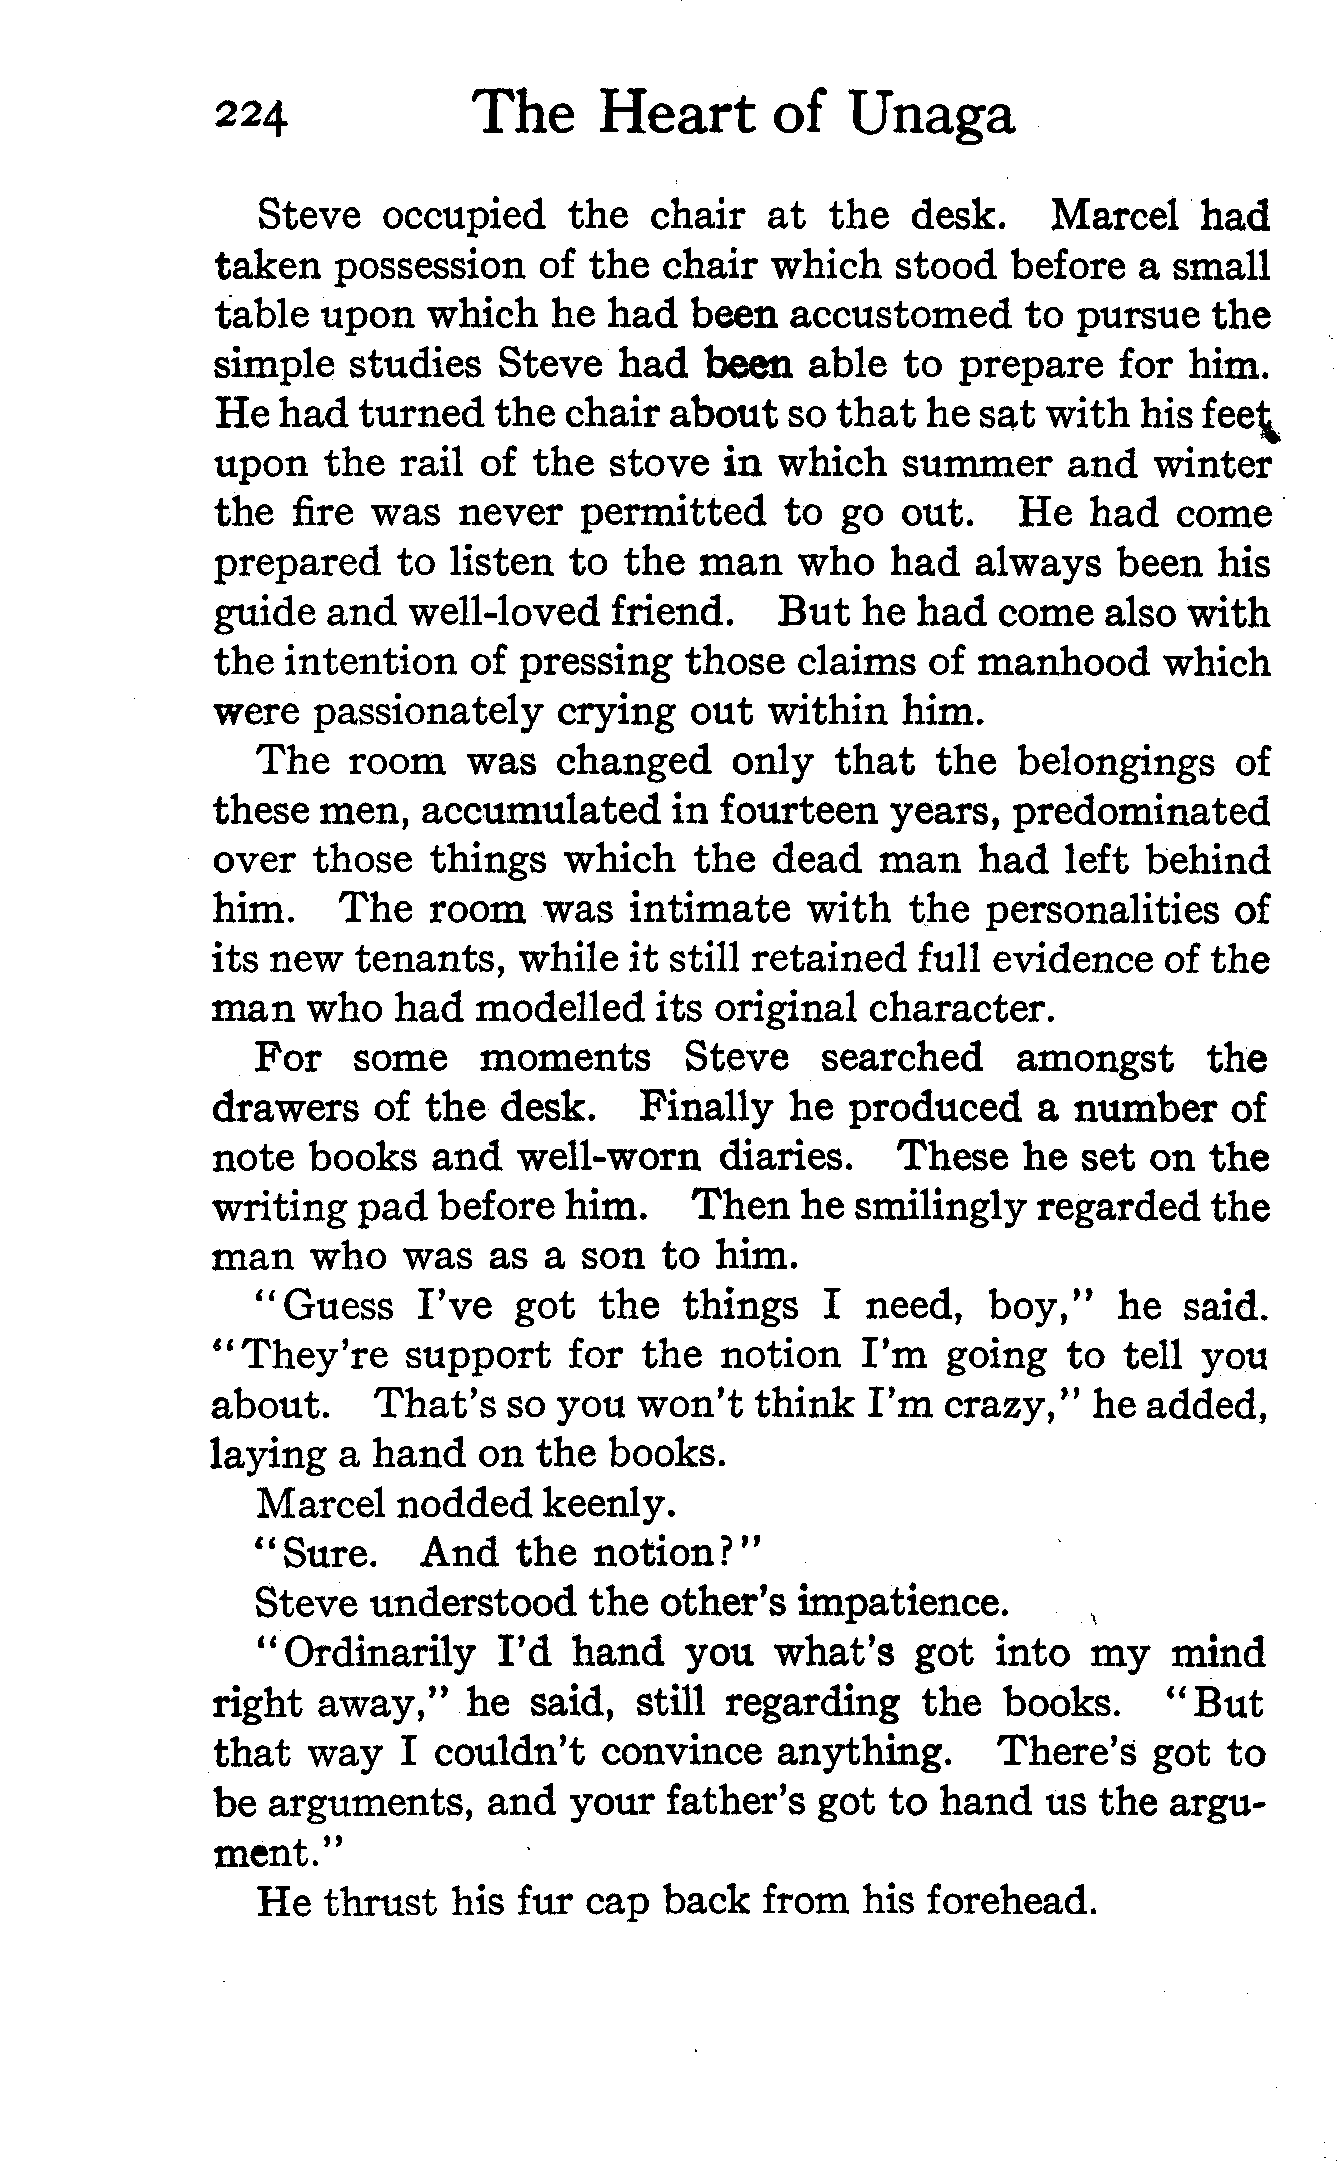 224 The Heart of Unaga
Steve occupied the chair at the desk. Marcel had
taken possession of the chair which stood before a small
table upon which he had been accustomed to pursue the
simple studies Steve had been able to prepare for him.
He had turned the chair about so that he sat with his feet
upon the rail of the stove in which summer and winter
the fire was never permitted to go out. He had come
prepared to listen to the man who had always been his
guide and well-loved friend. But he had come also with
the intention of pressing those claims of manhood which
were passionately crying out within him.
The room was changed only that the belongings of
these men, accumulated in fourteen years, predominated
over those things which the dead man had left behind
him. The room was intimate with the personalities of
its new tenants, while it still retained full evidence of the
man who had modelled its original character.
For some moments Steve searched amongst the
drawers of the desk. Finally he produced a number of
note books and well-worn diaries. These he set on the
writing pad before him. Then he smilingly regarded the
man who was as a son to him.
"Guess I've got the things I need, boy," he said.
"They're support for the notion I'm going to tell you
about. That's so you won't think I'm crazy," he added,
laying a hand on the books.
Marcel nodded keenly.
"Sure. And the notion?"
Steve understood the other's impatience.
"Ordinarily I'd hand you what's got into my mind
right away," he said, still regarding the books. "But
that way I couldn't convince anything. There's got to
be arguments, and your father's got to hand us the argu-
ment."
He thrust his fur cap back from his forehead.